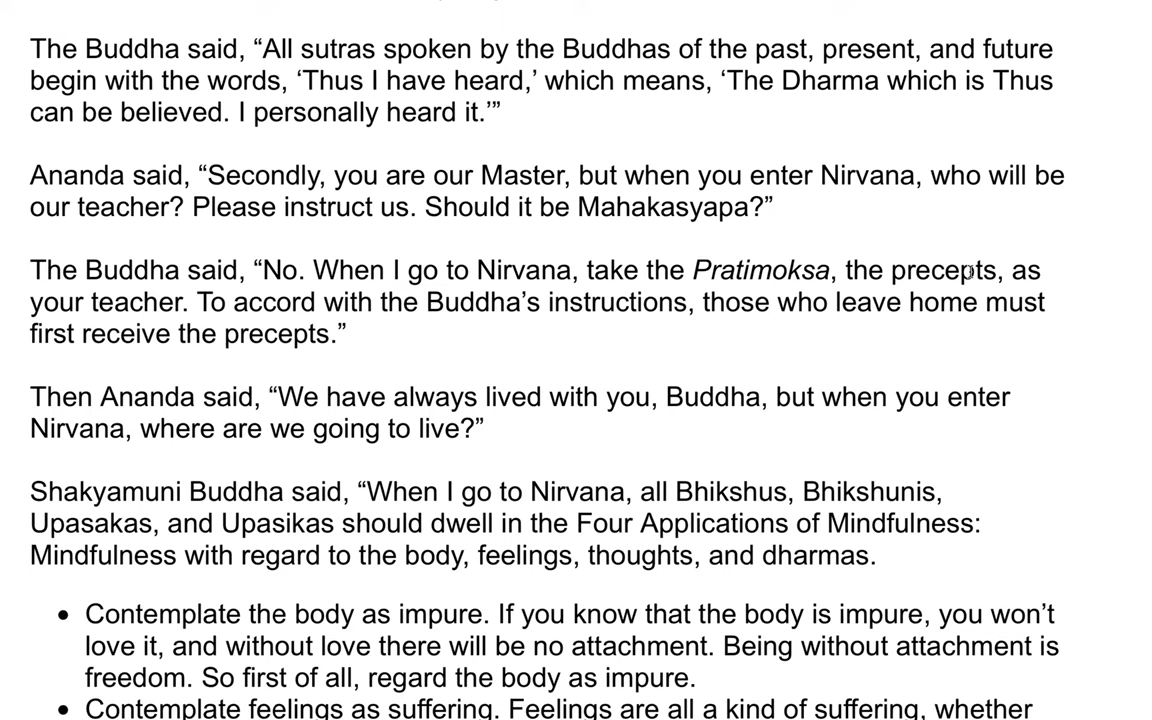 The Buddha said, “All sutras spoken by the Buddhas of the past, present, and future
begin with the words, ‘Thus I have heard,’ which means, ‘The Dharma which is Thus
can be believed. I personally heard it.’”
Ananda said, “Secondly, you are our Master, but when you enter Nirvana, who will be
our teacher? Please instruct us. Should it be Mahakasyapa?”
The Buddha said, “No. When I go to Nirvana, take the Pratimoksa, the precepts, as
your teacher. To accord with the Buddha’s instructions, those who leave home must
first receive the precepts.”
Then Ananda said, “We have always lived with you, Buddha, but when you enter
Nirvana, where are we going to live?”
Shakyamuni Buddha said, “When I go to Nirvana, all Bhikshus, Bhikshunis,
Upasakas, and Upasikas should dwell in the Four Applications of Mindfulness:
Mindfulness with regard to the body, feelings, thoughts, and dharmas.
• Contemplate the body as impure. If you know that the body is impure, you won’t
love it, and without love there will be no attachment. Being without attachment is
freedom. So first of all, regard the body as impure.
• Contemplate feelings as suffering. Feelings are all a kind of suffering, whether